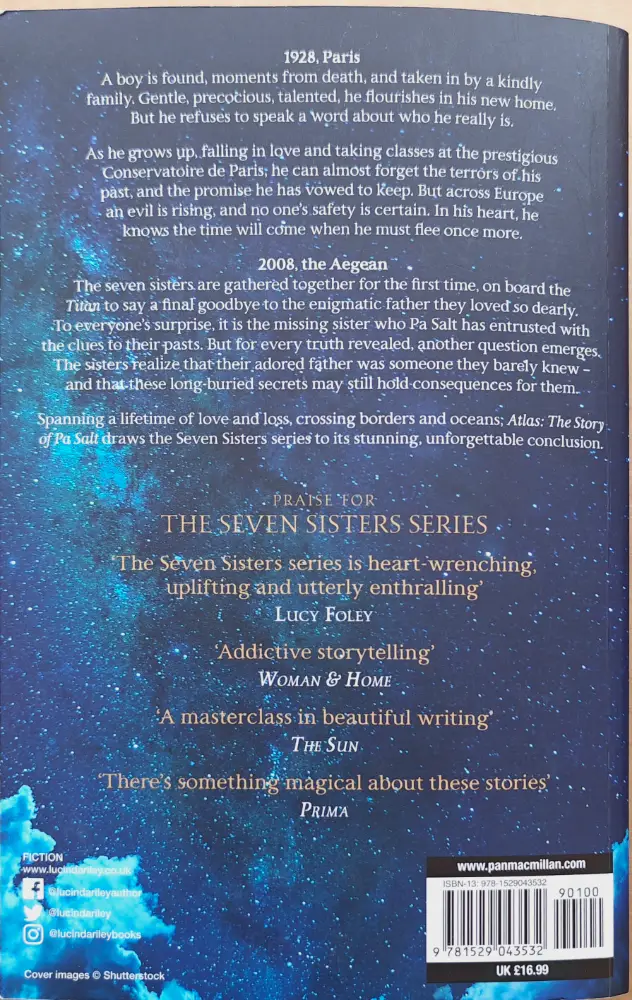 1928, Paris
A boy is found, moments from death, and taken in by a kindly
family. Gentle, precocious, talented, he flourishes in his new home.
But he refuses to speak a word about who he really is.
As he grows up, falling in love and taking classes at the prestigious
Conservatoire de Paris, he can almost forget the terrors of his
past, and the promise he has vowed to keep. But across Europe
an evil is rising, and no one's safety is certain. In his heart, he
knows the time will come when he must flee once more.
2008, the Aegean
The seven sisters are gathered together for the first time, on board the
Titan to say a final goodbye to the enigmatic father they loved so dearly.
To everyone's surprise, it is the missing sister who Pa Salt has entrusted with
the clues to their pasts. But for every truth revealed, another question emerges.
The sisters realize that their adored father was someone they barely knew –
and that these long-buried secrets may still hold consequences for them.
Spanning a lifetime of love and loss, crossing borders and oceans, Atlas: The Story
of Pa Salt draws the Seven Sisters series to its stunning, unforgettable conclusion.
PRAISE FOR
THE SEVEN SISTERS SERIES
'The Seven Sisters series is heart-wrenching,
uplifting and utterly enthralling'
LUCY FOLEY
'Addictive storytelling'
WOMAN & HOME
'A masterclass in beautiful writing'
THE SUN
'There's something magical about these stories'
PRIMA
FICTION
www.lucindariley.co.uk
@lucindarileyauthor
@lucindariley
@lucindarileybooks
Cover images © Shutterstock
www.panmacmillan.com
ISBN-13: 978-1529043532
90100
9 781529 043532
UK £16.99